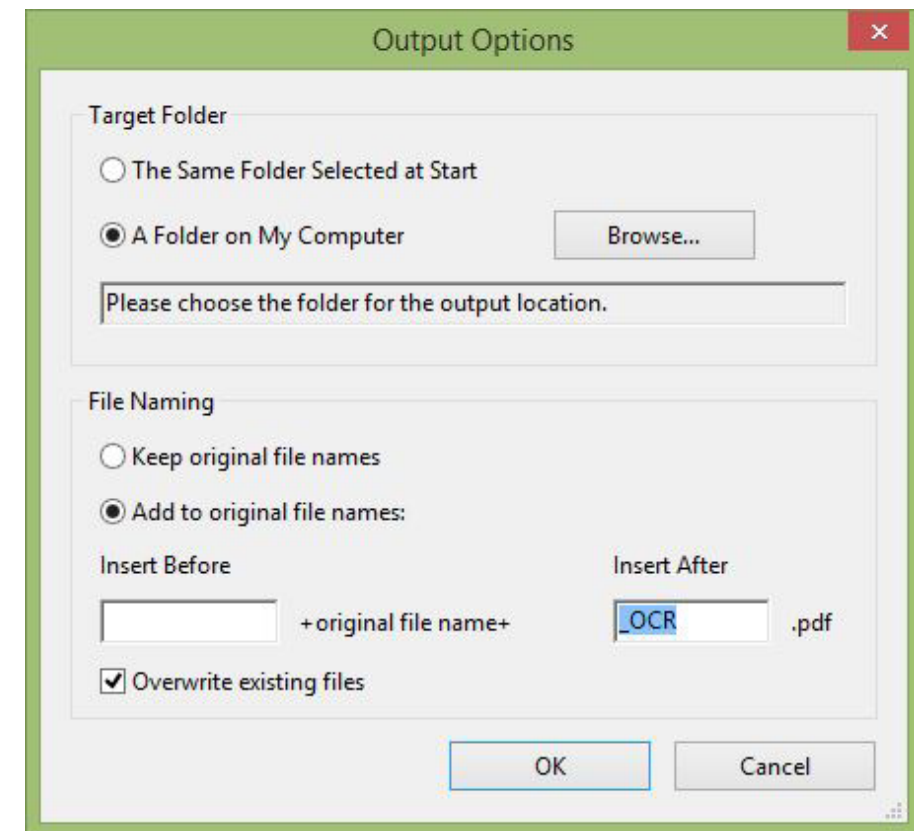 Output Options
Target Folder
The Same Folder Selected at Start
A Folder on My Computer Browse...
Please choose the folder for the output location.
File Naming
Keep original file names
Add to original file names:
Insert Before Insert After
+original file name+ _OCR .pdf
Overwrite existing files
OK Cancel